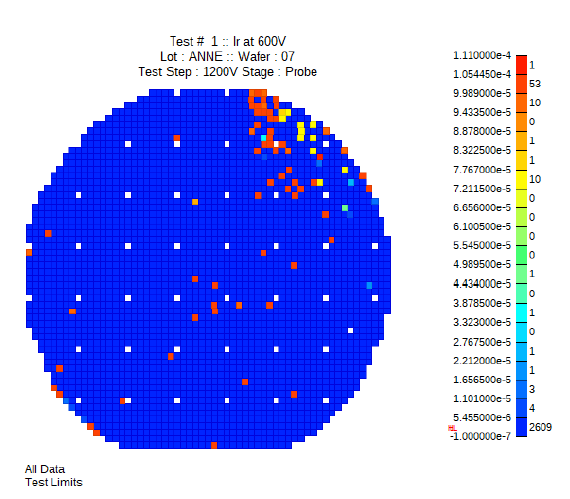 Test # 1 :: Ir at 600V
Lot : ANNE :: Wafer : 07
Test Step : 1200V Stage : Probe
1.110000e-4
1
1.054450e-4
53
9.989000e-5
10
9.433500e-5
0
8.878000e-5
1
8.322500e-5
1
7.767000e-5
10
7.211500e-5
0
6.656000e-5
0
6.100500e-5
0
5.545000e-5
0
4.989500e-5
1
4.434000e-5
0
3.878500e-5
1
3.323000e-5
0
2.767500e-5
1
2.212000e-5
1
1.656500e-5
3
1.101000e-5
4
5.455000e-6
2609
-1.000000e-7
All Data
Test Limits